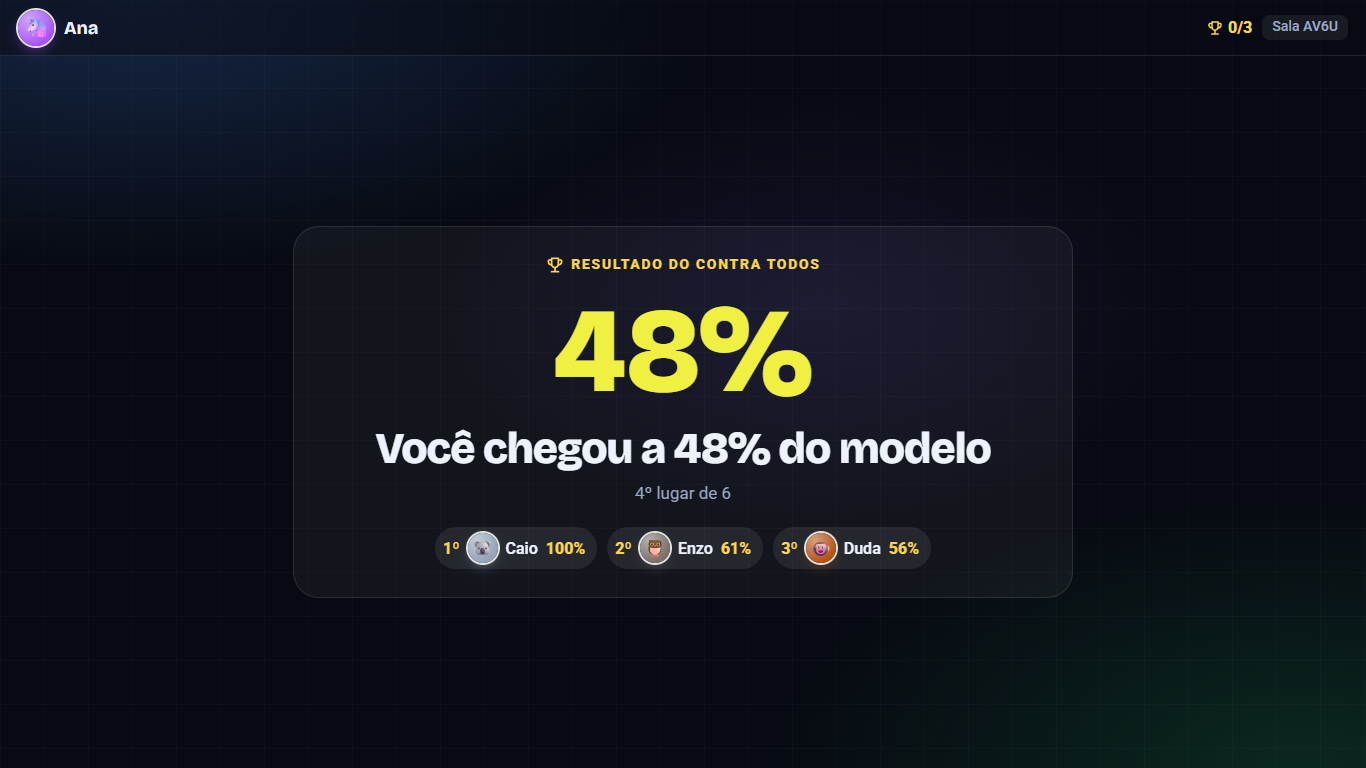 Ana
0/3
Sala AV6U
RESULTADO DO CONTRA TODOS
48%
Você chegou a 48% do modelo
4º lugar de 6
1º Caio 100%
2º Enzo 61%
3º Duda 56%